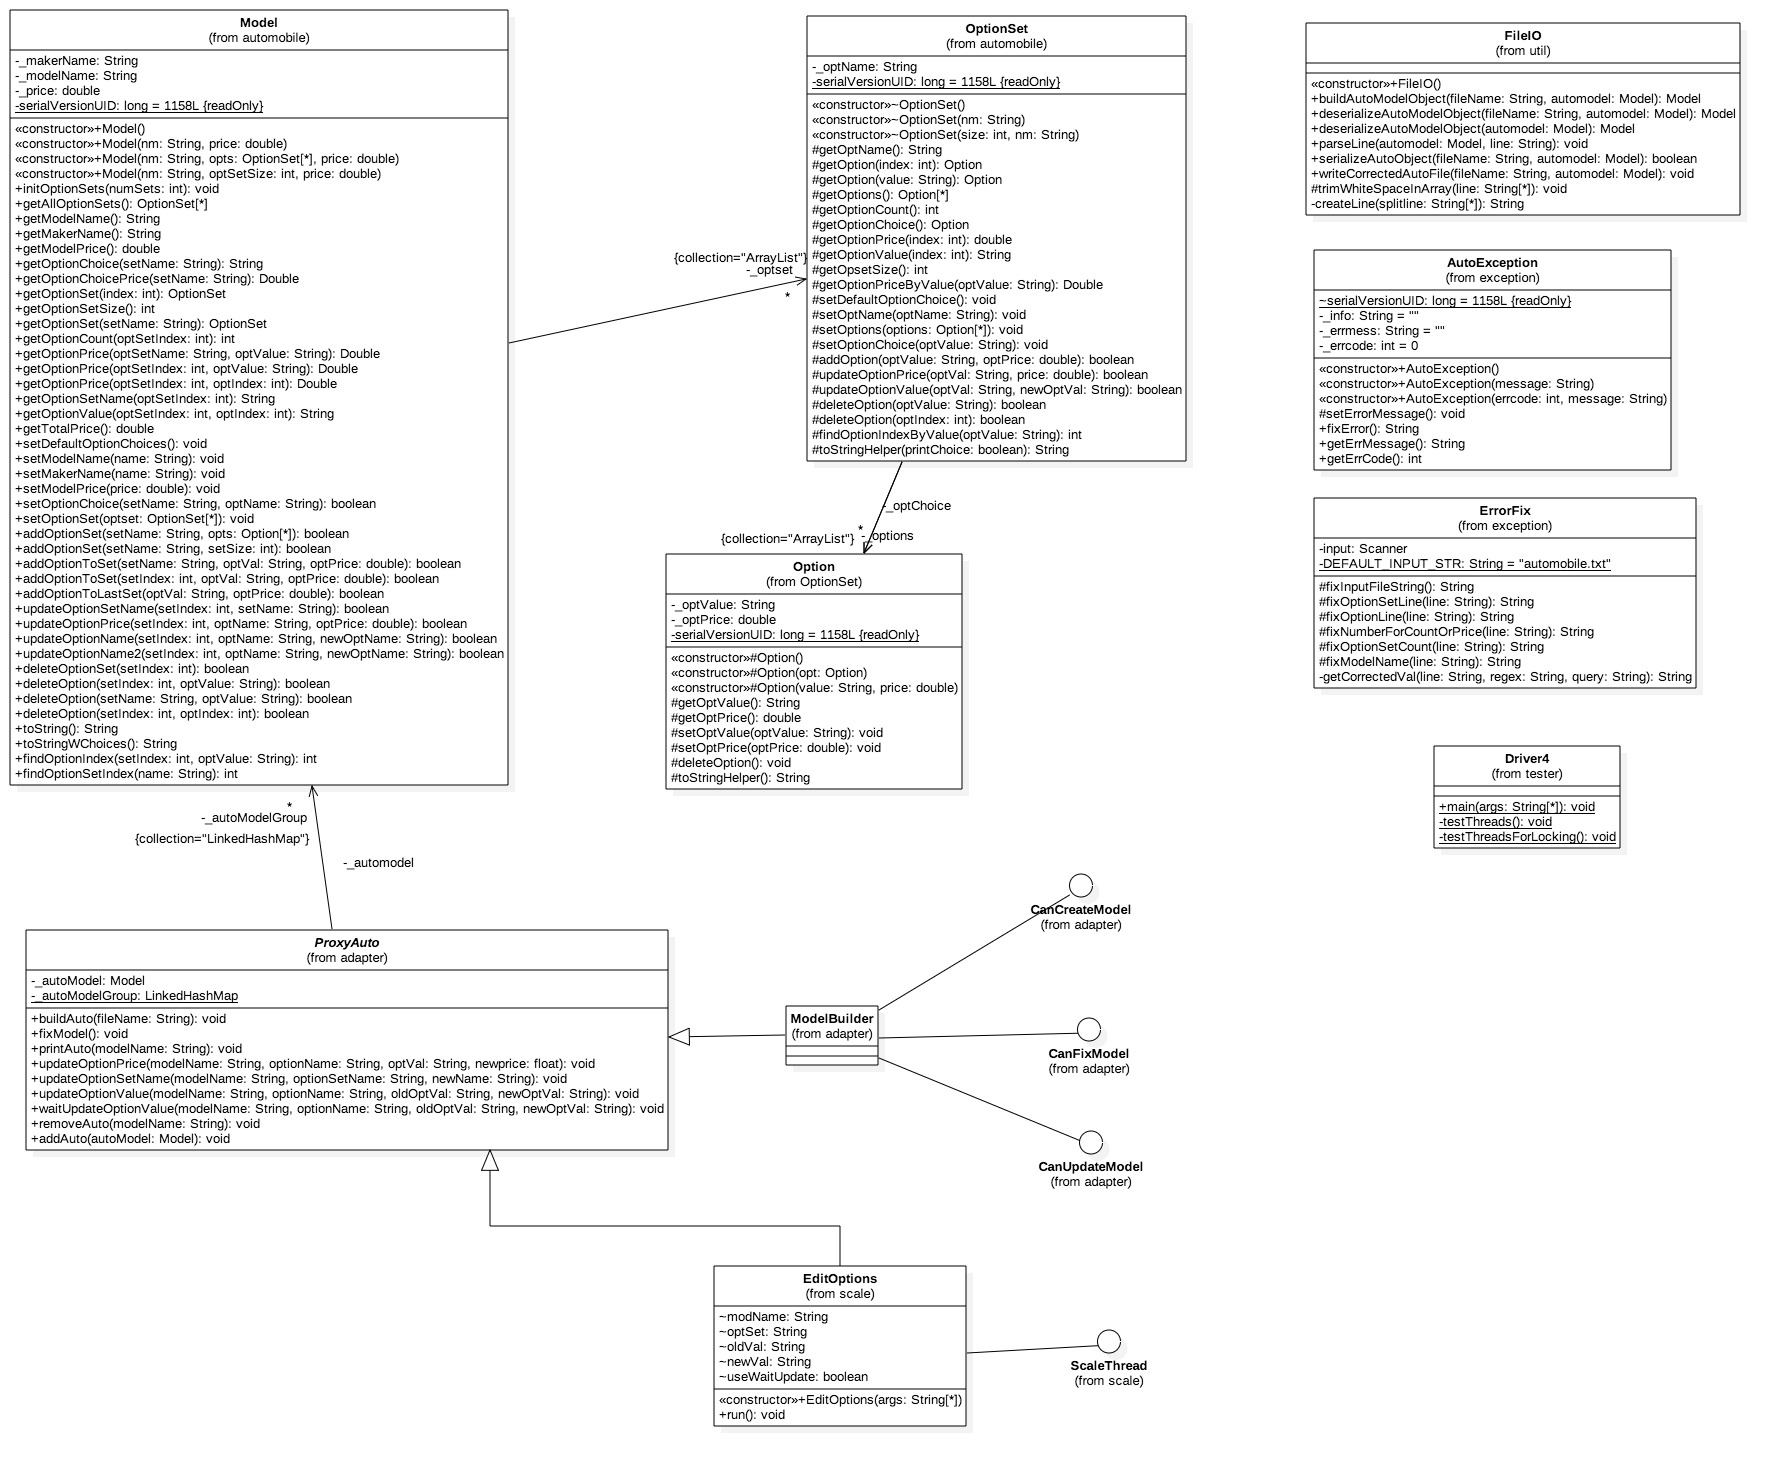 Model
(from automobile)
-_makerName: String
-_modelName: String
-_price: double
-serialVersionUID: long = 1158L {readOnly}
«constructor»+Model()
«constructor»+Model(nm: String, price: double)
«constructor»+Model(nm: String, opts: OptionSet[*], price: double)
«constructor»+Model(nm: String, optSetSize: int, price: double)
+initOptionSets(numSets: int): void
+getAllOptionSets(): OptionSet[*]
+getModelName(): String
+getMakerName(): String
+getModelPrice(): double
+getOptionChoice(setName: String): String
+getOptionChoicePrice(setName: String): Double
+getOptionSet(index: int): OptionSet
+getOptionSetSize(): int
+getOptionSet(setName: String): OptionSet
+getOptionCount(optSetIndex: int): int
+getOptionPrice(optSetName: String, optValue: String): Double
+getOptionPrice(optSetIndex: int, optValue: String): Double
+getOptionPrice(optSetIndex: int, optIndex: int): Double
+getOptionSetName(optSetIndex: int): String
+getOptionValue(optSetIndex: int, optIndex: int): String
+getTotalPrice(): double
+setDefaultOptionChoices(): void
+setModelName(name: String): void
+setMakerName(name: String): void
+setModelPrice(price: double): void
+setOptionChoice(setName: String, optName: String): boolean
+setOptionSet(optset: OptionSet[*]): void
+addOptionSet(setName: String, opts: Option[*]): boolean
+addOptionSet(setName: String, setSize: int): boolean
+addOptionToSet(setName: String, optVal: String, optPrice: double): boolean
+addOptionToSet(setIndex: int, optVal: String, optPrice: double): boolean
+addOptionToLastSet(optVal: String, optPrice: double): boolean
+updateOptionSetName(setIndex: int, setName: String): boolean
+updateOptionPrice(setIndex: int, optName: String, optPrice: double): boolean
+updateOptionName(setIndex: int, optName: String, newOptName: String): boolean
+updateOptionName2(setIndex: int, optName: String, newOptName: String): boolean
+deleteOptionSet(setIndex: int): boolean
+deleteOption(setIndex: int, optValue: String): boolean
+deleteOption(setName: String, optValue: String): boolean
+deleteOption(setIndex: int, optIndex: int): boolean
+toString(): String
+toStringWChoices(): String
+findOptionIndex(setIndex: int, optValue: String): int
+findOptionSetIndex(name: String): int
{collection="ArrayList"}
-_optset
*
OptionSet
(from automobile)
-_optName: String
-serialVersionUID: long = 1158L {readOnly}
«constructor»~OptionSet()
«constructor»~OptionSet(nm: String)
«constructor»~OptionSet(size: int, nm: String)
#getOptName(): String
#getOption(index: int): Option
#getOption(value: String): Option
#getOptions(): Option[*]
#getOptionCount(): int
#getOptionChoice(): Option
#getOptionPrice(index: int): double
#getOptionValue(index: int): String
#getOpsetSize(): int
#getOptionPriceByValue(optValue: String): Double
#setDefaultOptionChoice(): void
#setOptName(optName: String): void
#setOptions(options: Option[*]): void
#setOptionChoice(optValue: String): void
#addOption(optValue: String, optPrice: double): boolean
#updateOptionPrice(optVal: String, price: double): boolean
#updateOptionValue(optVal: String, newOptVal: String): boolean
#deleteOption(optValue: String): boolean
#deleteOption(optIndex: int): boolean
#findOptionIndexByValue(optValue: String): int
#toStringHelper(printChoice: boolean): String
-_optChoice
*
{collection="ArrayList"} -_options
Option
(from OptionSet)
-_optValue: String
-_optPrice: double
-serialVersionUID: long = 1158L {readOnly}
«constructor»#Option()
«constructor»#Option(opt: Option)
«constructor»#Option(value: String, price: double)
#getOptValue(): String
#getOptPrice(): double
#setOptValue(optValue: String): void
#setOptPrice(optPrice: double): void
#deleteOption(): void
#toStringHelper(): String
FileIO
(from util)
«constructor»+FileIO()
+buildAutoModelObject(fileName: String, automodel: Model): Model
+deserializeAutoModelObject(fileName: String, automodel: Model): Model
+deserializeAutoModelObject(automodel: Model): Model
+parseLine(automodel: Model, line: String): void
+serializeAutoObject(fileName: String, automodel: Model): boolean
+writeCorrectedAutoFile(fileName: String, automodel: Model): void
#trimWhiteSpaceInArray(line: String[*]): void
-createLine(splitline: String[*]): String
AutoException
(from exception)
~serialVersionUID: long = 1158L {readOnly}
-_info: String = ""
-_errmess: String = ""
-_errcode: int = 0
«constructor»+AutoException()
«constructor»+AutoException(message: String)
«constructor»+AutoException(errcode: int, message: String)
#setErrorMessage(): void
+fixError(): String
+getErrMessage(): String
+getErrCode(): int
ErrorFix
(from exception)
-input: Scanner
-DEFAULT_INPUT_STR: String = "automobile.txt"
#fixInputFileString(): String
#fixOptionSetLine(line: String): String
#fixOptionLine(line: String): String
#fixNumberForCountOrPrice(line: String): String
#fixOptionSetCount(line: String): String
#fixModelName(line: String): String
-getCorrectedVal(line: String, regex: String, query: String): String
Driver4
(from tester)
+main(args: String[*]): void
-testThreads(): void
-testThreadsForLocking(): void
*
-_autoModelGroup
{collection="LinkedHashMap"}
-_automodel
ProxyAuto
(from adapter)
-_autoModel: Model
-_autoModelGroup: LinkedHashMap
+buildAuto(fileName: String): void
+fixModel(): void
+printAuto(modelName: String): void
+updateOptionPrice(modelName: String, optionName: String, optVal: String, newprice: float): void
+updateOptionSetName(modelName: String, optionSetName: String, newName: String): void
+updateOptionValue(modelName: String, optionName: String, oldOptVal: String, newOptVal: String): void
+waitUpdateOptionValue(modelName: String, optionName: String, oldOptVal: String, newOptVal: String): void
+removeAuto(modelName: String): void
+addAuto(autoModel: Model): void
ModelBuilder
(from adapter)
CanCreateModel
(from adapter)
CanFixModel
(from adapter)
CanUpdateModel
(from adapter)
EditOptions
(from scale)
~modName: String
~optSet: String
~oldVal: String
~newVal: String
~useWaitUpdate: boolean
«constructor»+EditOptions(args: String[*])
+run(): void
ScaleThread
(from scale)